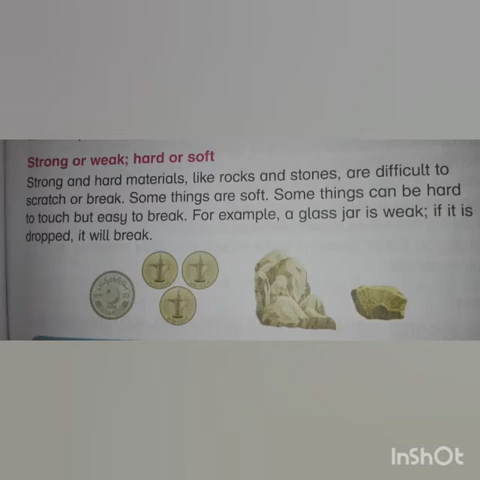 Strong or weak; hard or soft
Strong and hard materials, like rocks and stones, are difficult to
scratch or break. Some things are soft. Some things can be hard
to touch but easy to break. For example, a glass jar is weak; if it is
dropped, it will break.
InShOt